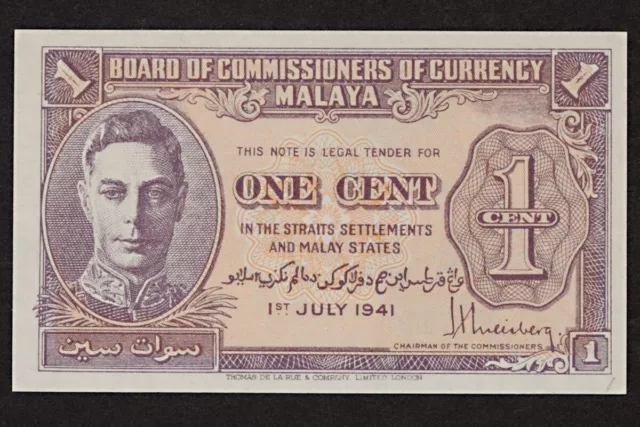 1 BOARD OF COMMISSIONERS OF CURRENCY 1
MALAYA
THIS NOTE IS LEGAL TENDER FOR
ONE CENT
IN THE STRAITS SETTLEMENTS
AND MALAY STATES
1ST JULY 1941
1
CENT
CHAIRMAN OF THE COMMISSIONERS
سوات سين
1
THOMAS DE LA RUE & COMPANY, LIMITED, LONDON